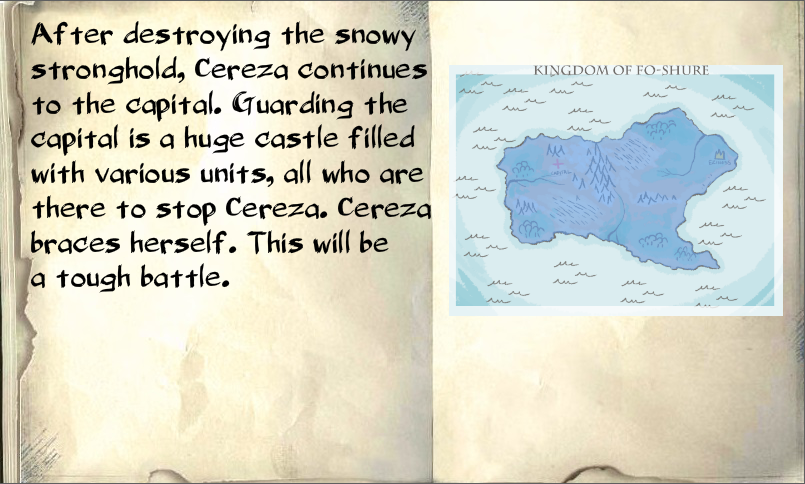 After destroying the snowy
stronghold, Cereza continues
to the capital. Guarding the
capital is a huge castle filled
with various units, all who are
there to stop Cereza. Cereza
braces herself. This will be
a tough battle.
KINGDOM OF FO-SHURE